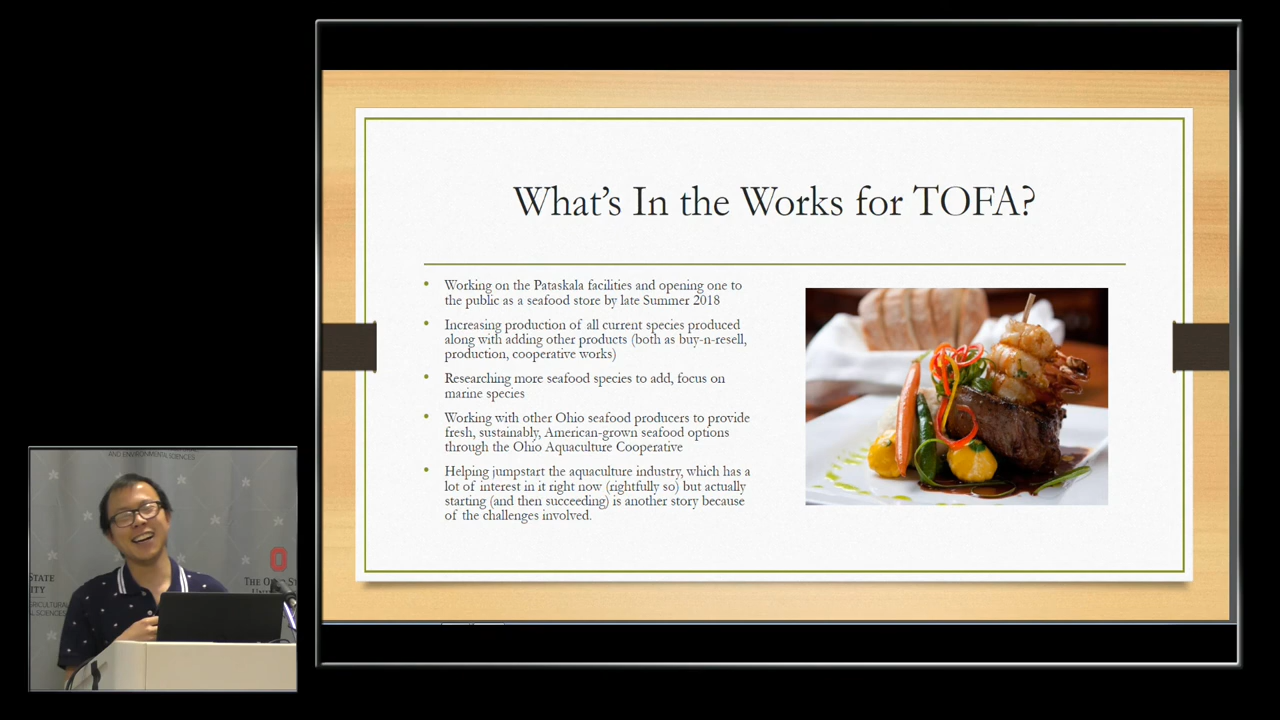 What's In the Works for TOFA?
Working on the Pataskala facilities and opening one to
the public as a seafood store by late Summer 2018
Increasing production of all current species produced
along with adding other products (both as buy-n-resell,
production, cooperative works)
Researching more seafood species to add, focus on
marine species
Working with other Ohio seafood producers to provide
fresh, sustainably, American-grown seafood options
through the Ohio Aquaculture Cooperative
Helping jumpstart the aquaculture industry, which has a
lot of interest in it right now (rightfully so) but actually
starting (and then succeeding) is another story because
of the challenges involved.
AND ENVIRONMENTAL SCIENCES
STATE